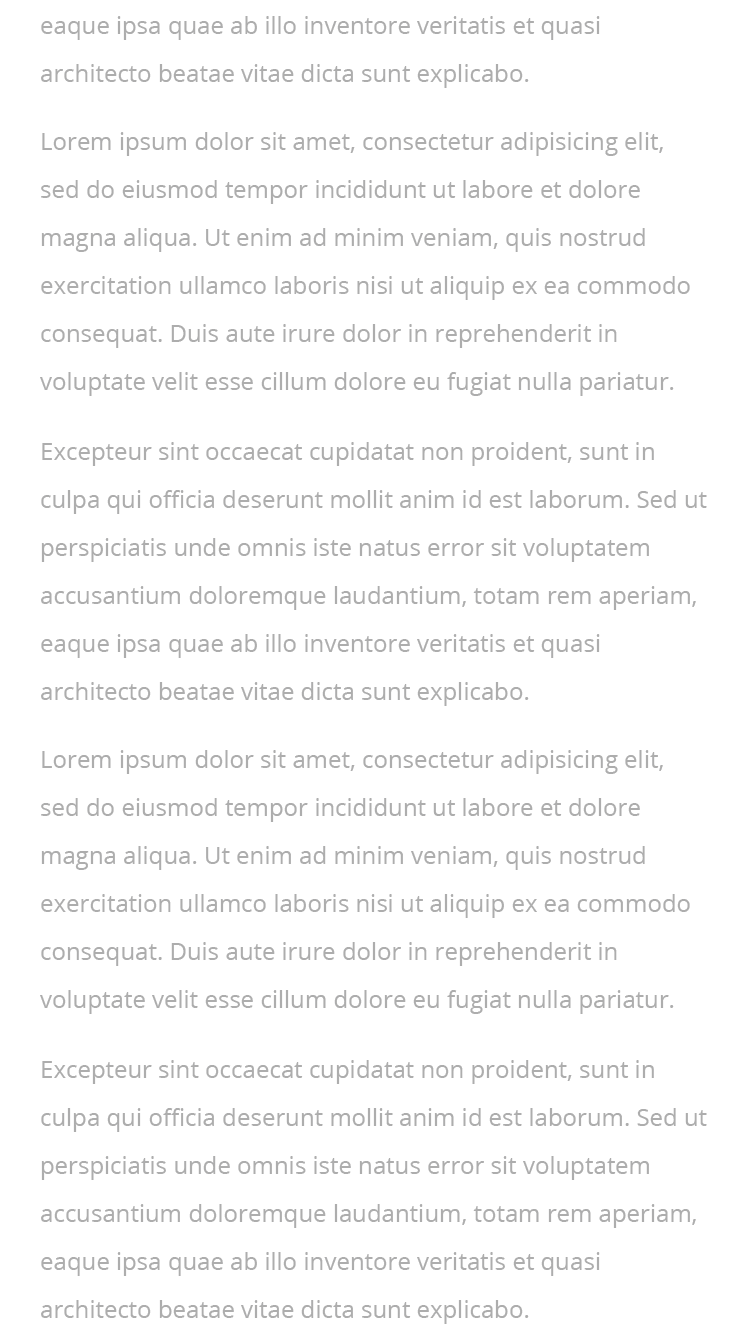 eaque ipsa quae ab illo inventore veritatis et quasi
architecto beatae vitae dicta sunt explicabo.
Lorem ipsum dolor sit amet, consectetur adipisicing elit,
sed do eiusmod tempor incididunt ut labore et dolore
magna aliqua. Ut enim ad minim veniam, quis nostrud
exercitation ullamco laboris nisi ut aliquip ex ea commodo
consequat. Duis aute irure dolor in reprehenderit in
voluptate velit esse cillum dolore eu fugiat nulla pariatur.
Excepteur sint occaecat cupidatat non proident, sunt in
culpa qui officia deserunt mollit anim id est laborum. Sed ut
perspiciatis unde omnis iste natus error sit voluptatem
accusantium doloremque laudantium, totam rem aperiam,
eaque ipsa quae ab illo inventore veritatis et quasi
architecto beatae vitae dicta sunt explicabo.
Lorem ipsum dolor sit amet, consectetur adipisicing elit,
sed do eiusmod tempor incididunt ut labore et dolore
magna aliqua. Ut enim ad minim veniam, quis nostrud
exercitation ullamco laboris nisi ut aliquip ex ea commodo
consequat. Duis aute irure dolor in reprehenderit in
voluptate velit esse cillum dolore eu fugiat nulla pariatur.
Excepteur sint occaecat cupidatat non proident, sunt in
culpa qui officia deserunt mollit anim id est laborum. Sed ut
perspiciatis unde omnis iste natus error sit voluptatem
accusantium doloremque laudantium, totam rem aperiam,
eaque ipsa quae ab illo inventore veritatis et quasi
architecto beatae vitae dicta sunt explicabo.